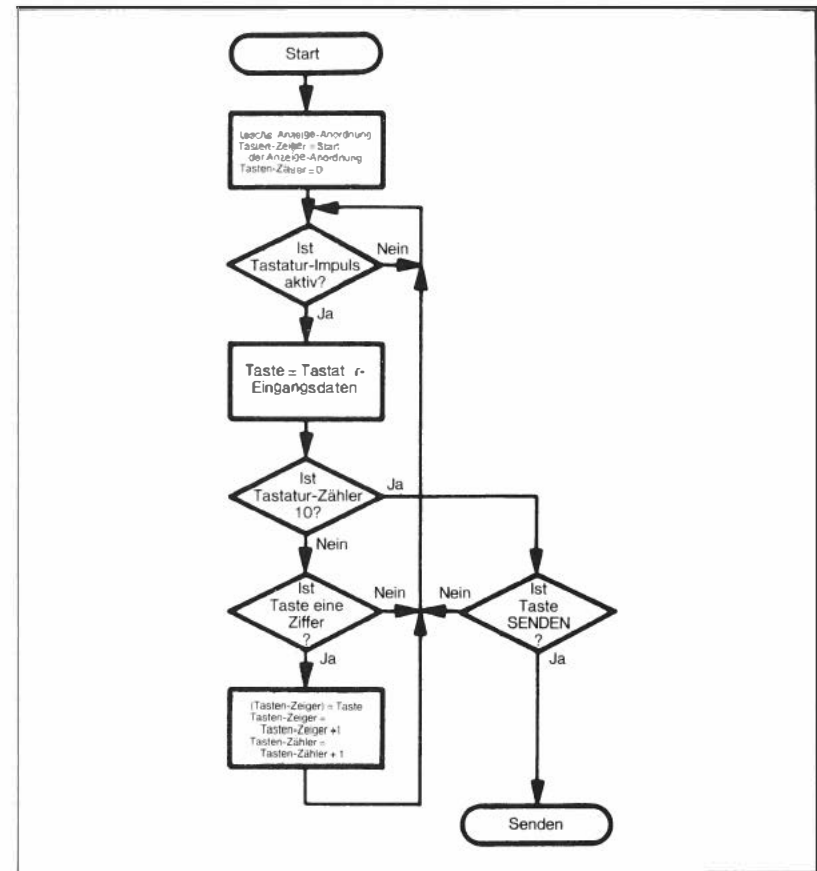 Start
Lösche Anzeige-Anordnung
Tasten-Zeiger = Start
der Anzeige-Anordnung
Tasten-Zähler = 0
Ist
Tastatur-Impuls
aktiv?
Nein
Ja
Taste = Tastat r-
Eingangsdaten
Ist
Tastatur-Zähler
10?
Ja
Nein
Ist
Taste eine
Ziffer
?
Nein
Nein
Ist
Taste
SENDEN
?
Ja
Ja
(Tasten-Zeiger) = Taste
Tasten-Zeiger =
Tasten-Zeiger +1
Tasten-Zähler =
Tasten-Zähler + 1
Senden